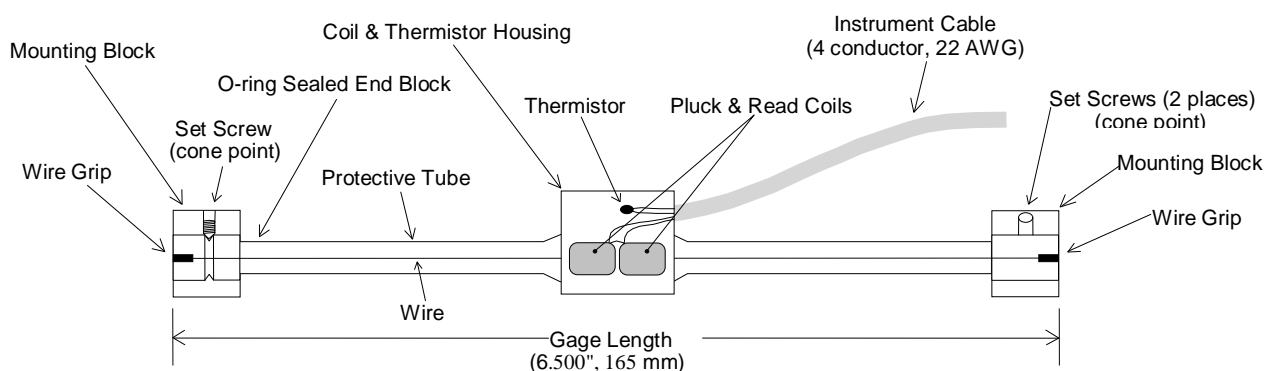 Instrument Cable
(4 conductor, 22 AWG)
Coil & Thermistor Housing
Mounting Block
O-ring Sealed End Block
Thermistor
Pluck & Read Coils
Set Screws (2 places)
(cone point)
Set Screw
(cone point)
Mounting Block
Wire Grip
Protective Tube
Wire Grip
Wire
Gage Length
(6.500", 165 mm)